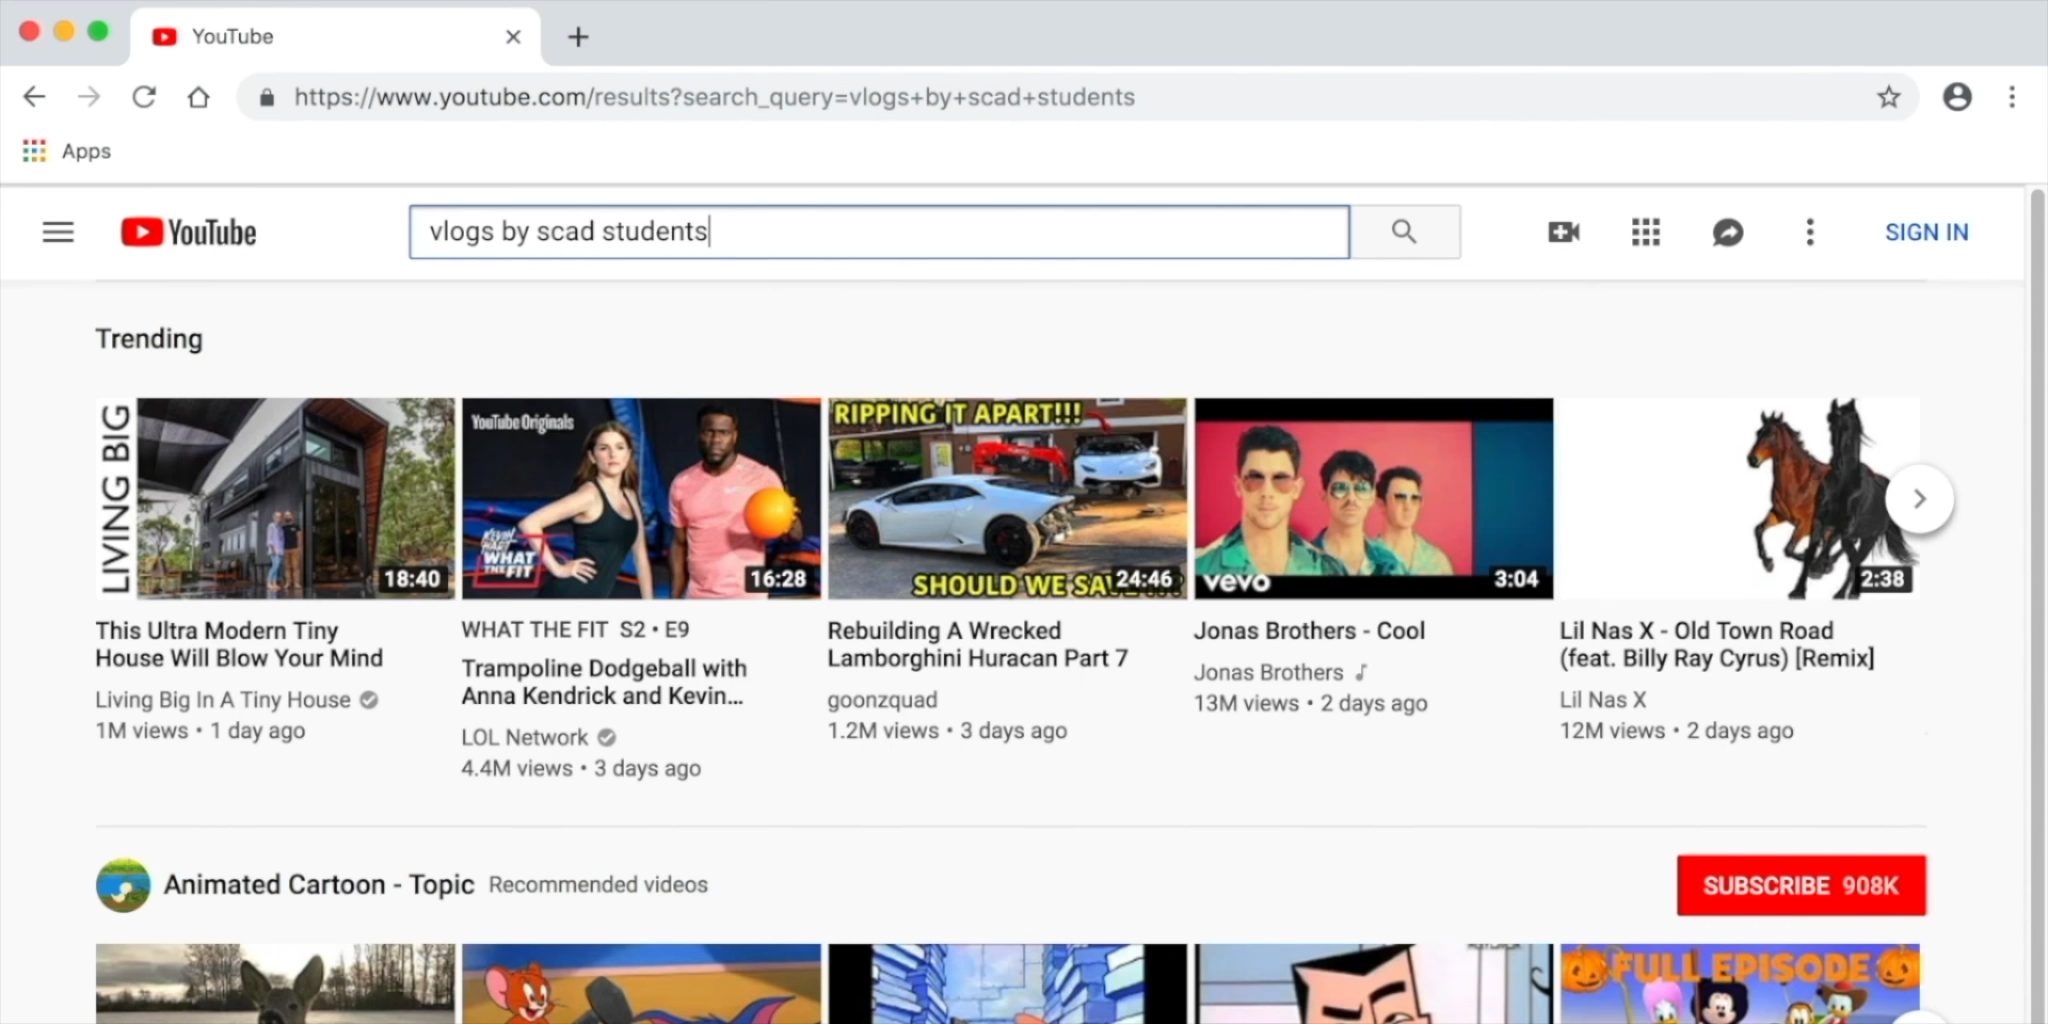 YouTube
https://www.youtube.com/results?search_query=vlogs+by+scad+students
Apps
YouTube
vlogs by scad students
SIGN IN
Trending
LIVING BIG
18:40
YouTube Originals
KEVIN HART
WHAT
THE FIT
16:28
RIPPING IT APART!!!
SHOULD WE SA
24:46
vevo
3:04
2:38
This Ultra Modern Tiny
House Will Blow Your Mind
Living Big In A Tiny House
1M views • 1 day ago
WHAT THE FIT S2 • E9
Trampoline Dodgeball with
Anna Kendrick and Kevin...
LOL Network
4.4M views • 3 days ago
Rebuilding A Wrecked
Lamborghini Huracan Part 7
goonzquad
1.2M views • 3 days ago
Jonas Brothers - Cool
Jonas Brothers
13M views • 2 days ago
Lil Nas X - Old Town Road
(feat. Billy Ray Cyrus) [Remix]
Lil Nas X
12M views • 2 days ago
Animated Cartoon - Topic Recommended videos
SUBSCRIBE 908K
FULL EPISODE